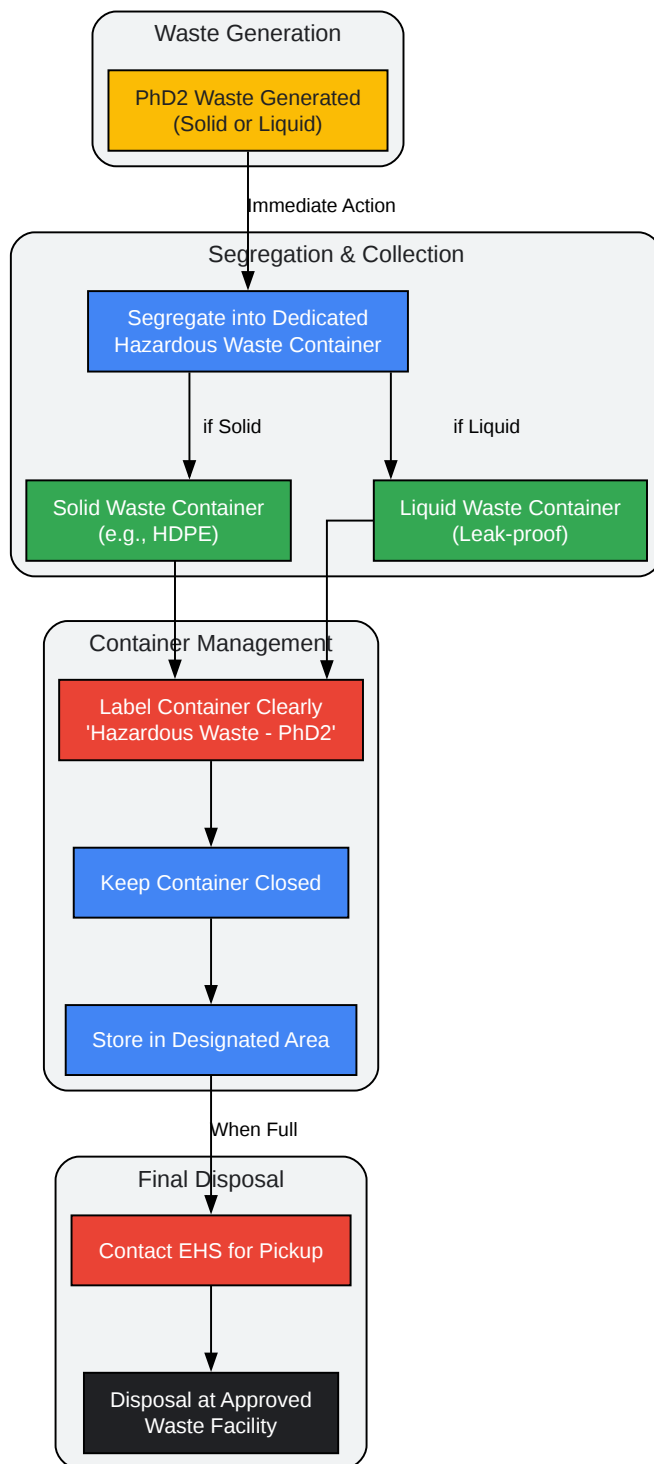 Waste Generation
PhD2 Waste Generated
(Solid or Liquid)
Immediate Action
Segregation & Collection
Segregate into Dedicated
Hazardous Waste Container
if Solid
if Liquid
Solid Waste Container
(e.g., HDPE)
Liquid Waste Container
(Leak-proof)
Container Management
Label Container Clearly
'Hazardous Waste - PhD2'
Keep Container Closed
Store in Designated Area
When Full
Final Disposal
Contact EHS for Pickup
Disposal at Approved
Waste Facility